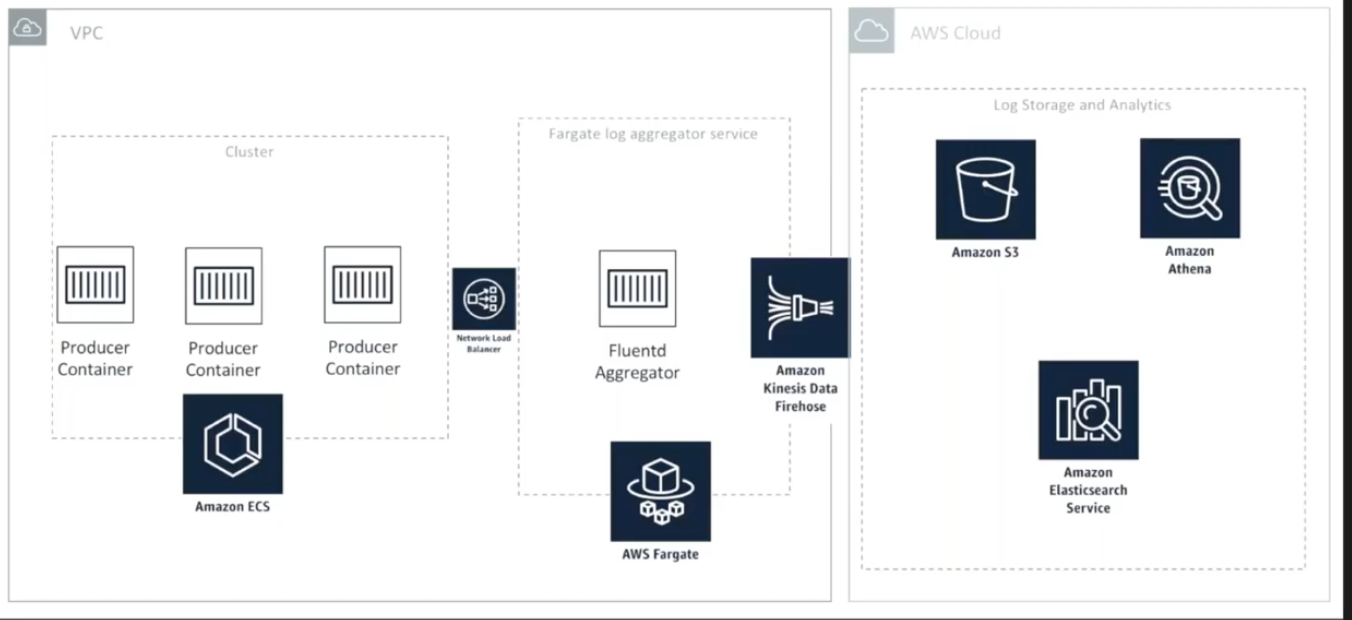 VPC
AWS Cloud
Cluster
Fargate log aggregator service
Log Storage and Analytics
Producer
Container
Producer
Container
Producer
Container
Amazon ECS
Network Load
Balancer
Fluentd
Aggregator
AWS Fargate
Amazon
Kinesis Data
Firehose
Amazon S3
Amazon
Athena
Amazon
Elasticsearch
Service